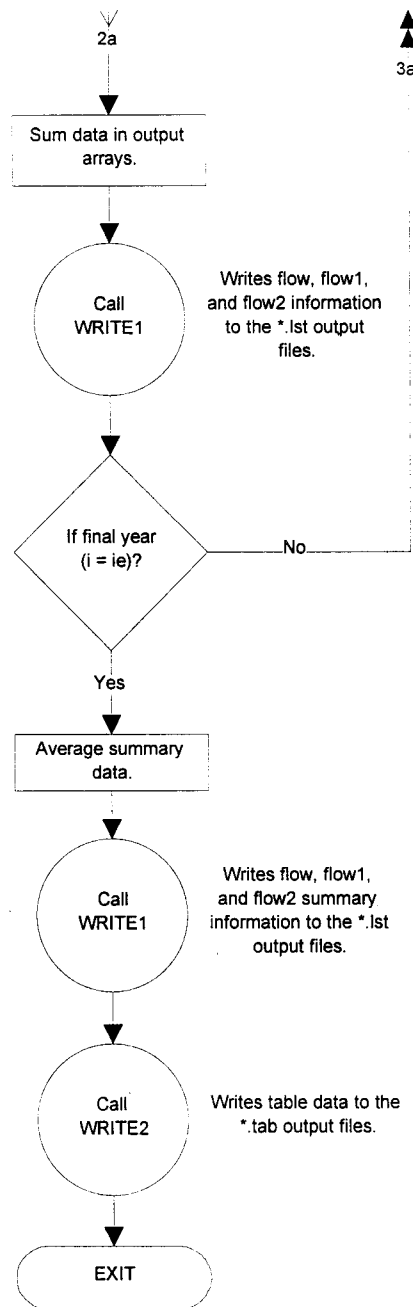 2a
3a
Sum data in output
arrays.
Call
WRITE1
Writes flow, flow1,
and flow2 information
to the *.lst output
files.
If final year
(i = ie)?
No
Yes
Average summary
data.
Call
WRITE1
Writes flow, flow1,
and flow2 summary
information to the *.lst
output files.
Call
WRITE2
Writes table data to the
*.tab output files.
EXIT